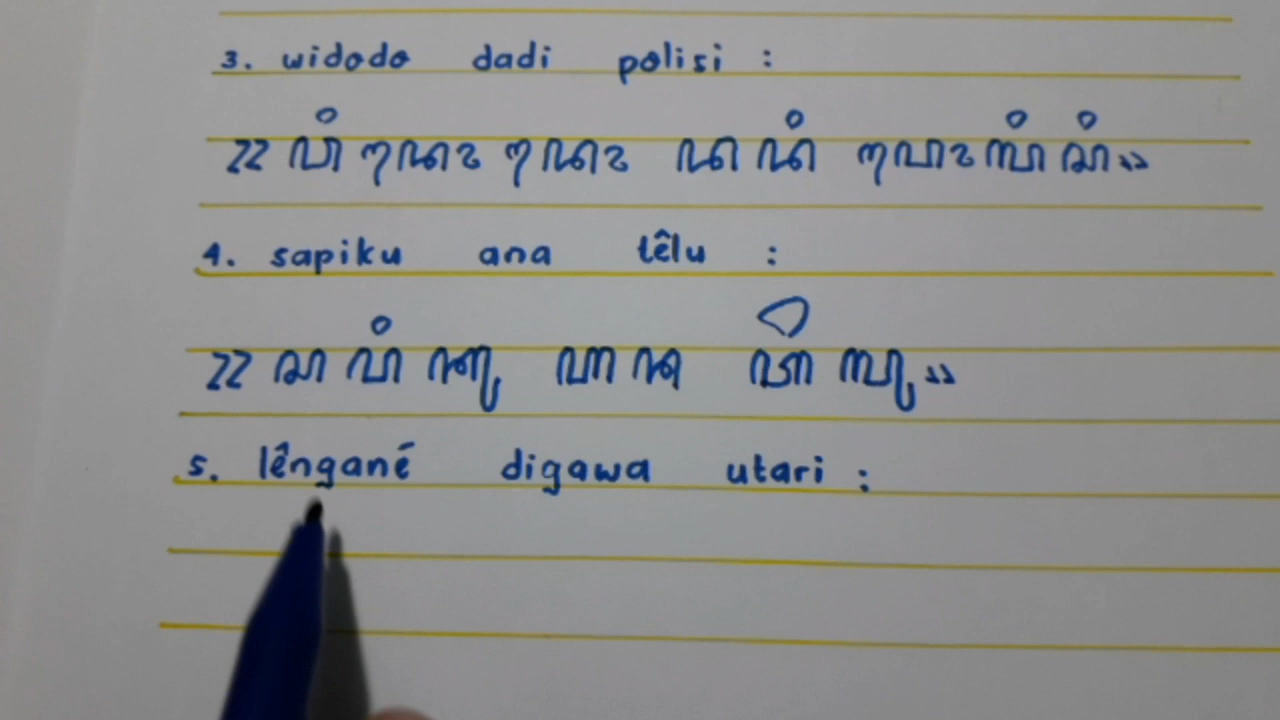 3. widodo dadi polisi :
꧋ꦮꦶꦢꦺꦴꦢꦺꦴ ꦢꦢꦶ ꦥꦺꦴꦭꦶꦱꦶ꧉
4. sapiku ana têlu :
꧋ꦱꦥꦶꦏꦸ ꦲꦤ ꦠꦼꦭꦸ꧉
5. lêngané digawa utari :